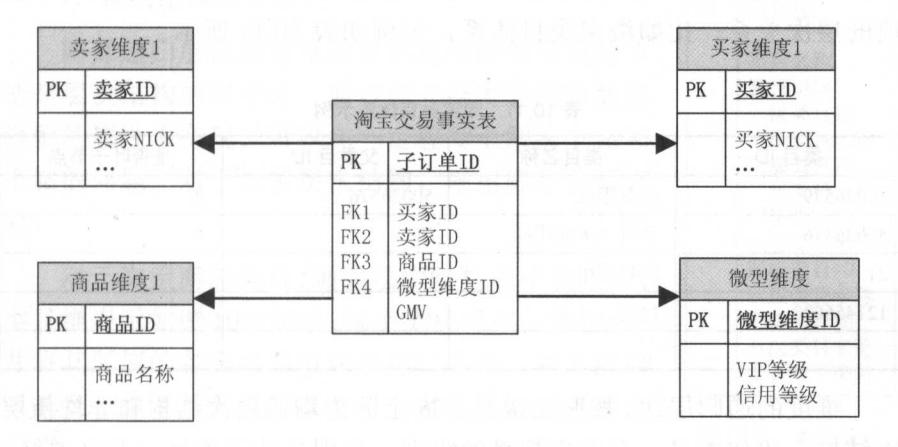 卖家维度1
PK 卖家ID
卖家NICK
...
买家维度1
PK 买家ID
买家NICK
...
淘宝交易事实表
PK 子订单ID
FK1 买家ID
FK2 卖家ID
FK3 商品ID
FK4 微型维度ID
GMV
商品维度1
PK 商品ID
商品名称
...
微型维度
PK 微型维度ID
VIP等级
信用等级